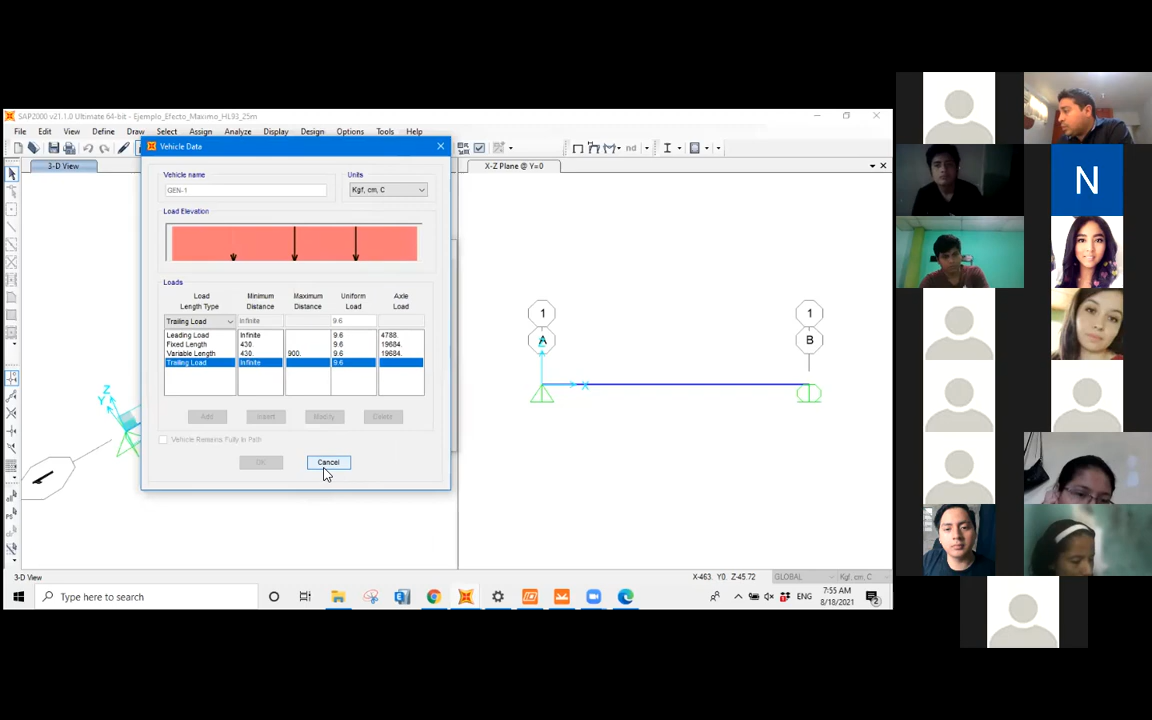 SAP2000 v21.1.0 Ultimate 64-bit - Ejemplo_Efecto_Maximo_HL93_25m
File Edit View Define Draw Select Assign Analyze Display Design Options Tools Help
nd
3-D View
X-Z Plane @ Y=0
Vehicle Data
Vehicle name
Units
GEN-1
Kgf, cm, C
Load Elevation
Loads
Load Minimum Maximum Uniform Axle
Length Type Distance Distance Load Load
Trailing Load Infinite 9.6
Leading Load Infinite 9.6 4788.
Fixed Length 430. 9.6 19684.
Variable Length 430. 900. 9.6 19684.
Trailing Load Infinite 9.6
Add Insert Modify Delete
Vehicle Remains Fully In Path
OK Cancel
Z
Y
1
A
X
1
B
N
3-D View
X-463. Y0. Z-45.72
GLOBAL
Kgf, cm, C
Type here to search
ENG
7:55 AM
8/18/2021
2